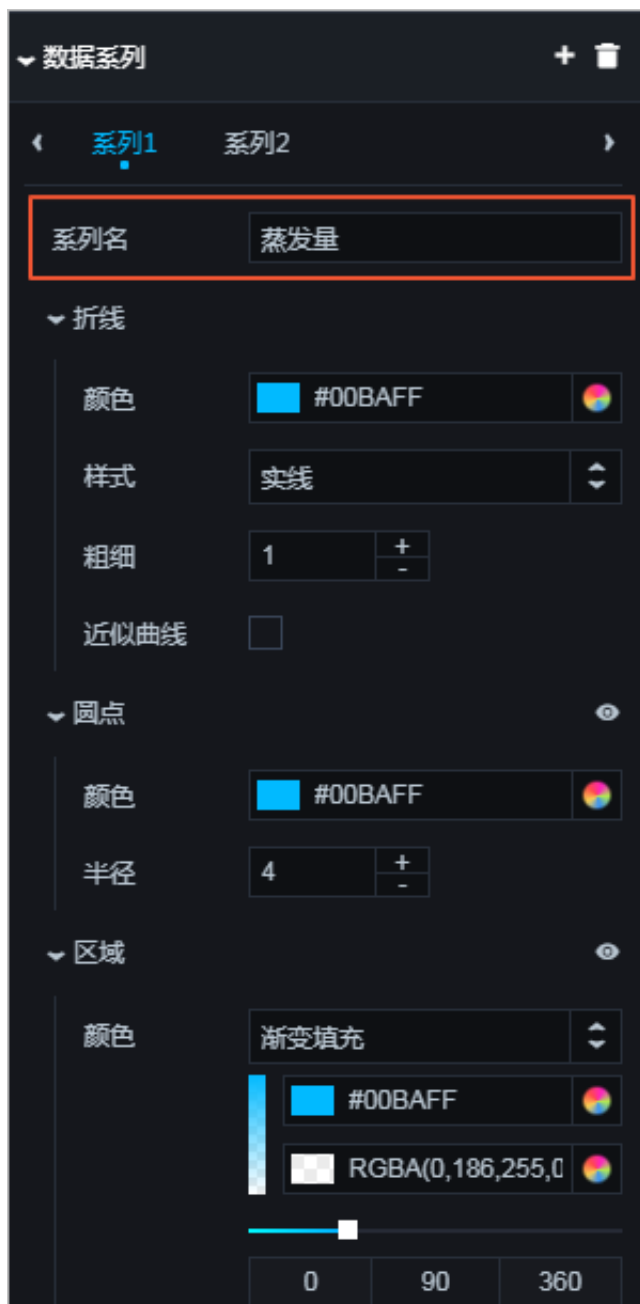 数据系列
系列1 系列2
系列名 蒸发量
折线
颜色 #00BAFF
样式 实线
粗细 1 + -
近似曲线
圆点
颜色 #00BAFF
半径 4 + -
区域
颜色 渐变填充
#00BAFF
RGBA(0,186,255,0
0 90 360